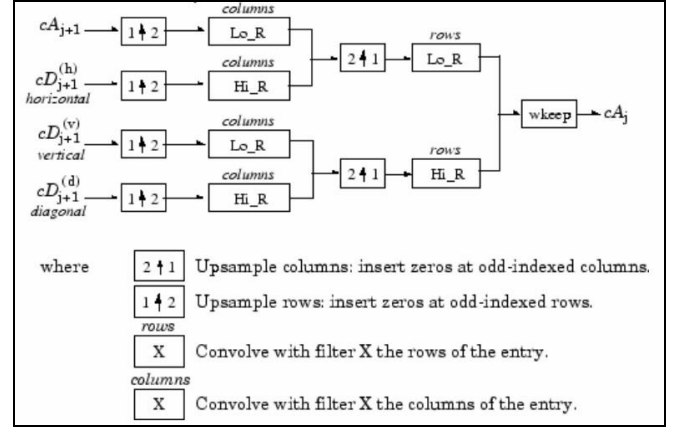 columns
cA_{j+1} 1 ↑ 2 Lo_R
columns rows
cD_{j+1}^{(h)} horizontal 1 ↑ 2 Hi_R 2 ↑ 1 Lo_R
columns wkeep cA_j
cD_{j+1}^{(v)} vertical 1 ↑ 2 Lo_R
columns rows
cD_{j+1}^{(d)} diagonal 1 ↑ 2 Hi_R 2 ↑ 1 Hi_R
where 2 ↑ 1 Upsample columns: insert zeros at odd-indexed columns.
1 ↑ 2 Upsample rows: insert zeros at odd-indexed rows.
rows
X Convolve with filter X the rows of the entry.
columns
X Convolve with filter X the columns of the entry.